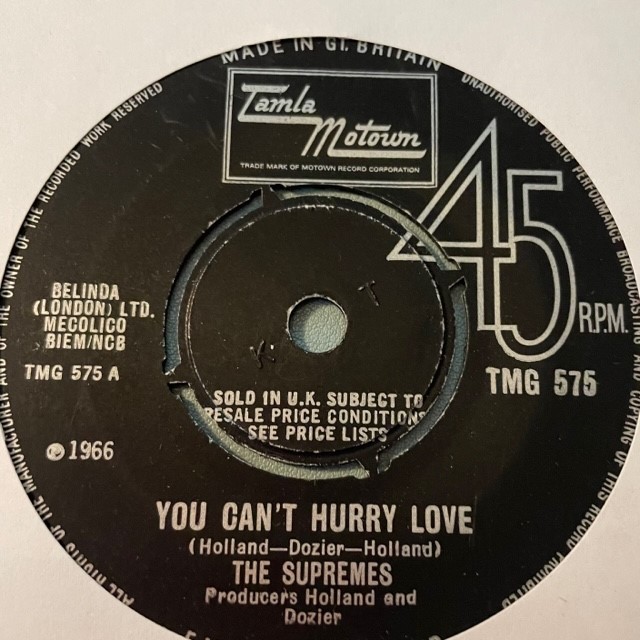 MADE IN GT. BRITAIN
UNAUTHORISED PUBLIC PERFORMANCE BROADCASTING AND COPYING OF THIS RECORD PROHIBITED
ALL RIGHTS OF THE MANUFACTURER AND OF THE OWNER OF THE RECORDED WORK RESERVED
Tamla
Motown
TRADE MARK OF MOTOWN RECORD CORPORATION
45
R.P.M.
BELINDA
(LONDON) LTD.
MECOLICO
BIEM/NCB
TMG 575 A
TMG 575
K T
SOLD IN U.K. SUBJECT TO
RESALE PRICE CONDITIONS
SEE PRICE LISTS
℗ 1966
YOU CAN'T HURRY LOVE
(Holland—Dozier—Holland)
THE SUPREMES
Producers Holland and
Dozier